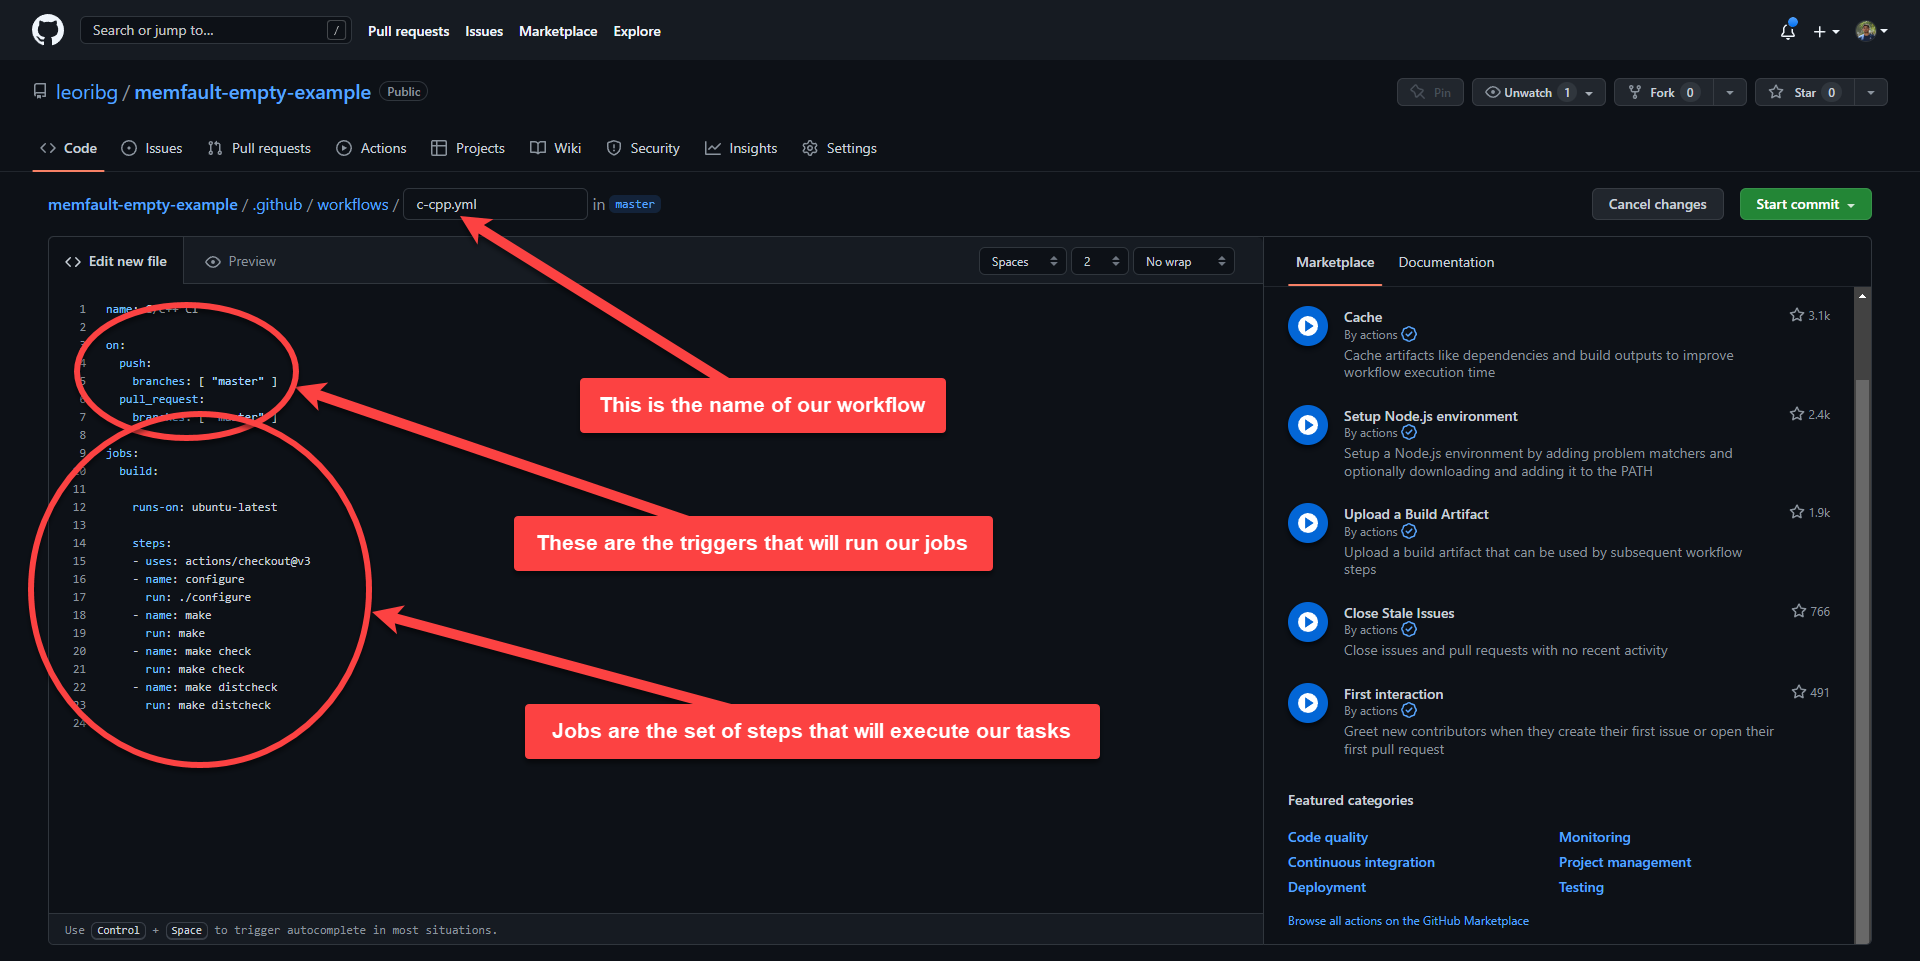 Search or jump to... /
Pull requests Issues Marketplace Explore
leoribg / memfault-empty-example Public
Pin Unwatch 1 Fork 0 Star 0
Code Issues Pull requests Actions Projects Wiki Security Insights Settings
memfault-empty-example / .github / workflows / c-cpp.yml in master
Cancel changes Start commit
Edit new file Preview
Spaces 2 No wrap
1 name: C/C++ CI
2
3 on:
4 push:
5 branches: [ "master" ]
6 pull_request:
7 branches: [ "master" ]
8
9 jobs:
10 build:
11
12 runs-on: ubuntu-latest
13
14 steps:
15 - uses: actions/checkout@v3
16 - name: configure
17 run: ./configure
18 - name: make
19 run: make
20 - name: make check
21 run: make check
22 - name: make distcheck
23 run: make distcheck
24
This is the name of our workflow
These are the triggers that will run our jobs
Jobs are the set of steps that will execute our tasks
Use Control + Space to trigger autocomplete in most situations.
Marketplace Documentation
Cache 3.1k
By actions
Cache artifacts like dependencies and build outputs to improve
workflow execution time
Setup Node.js environment 2.4k
By actions
Setup a Node.js environment by adding problem matchers and
optionally downloading and adding it to the PATH
Upload a Build Artifact 1.9k
By actions
Upload a build artifact that can be used by subsequent workflow
steps
Close Stale Issues 766
By actions
Close issues and pull requests with no recent activity
First interaction 491
By actions
Greet new contributors when they create their first issue or open their
first pull request
Featured categories
Code quality Monitoring
Continuous integration Project management
Deployment Testing
Browse all actions on the GitHub Marketplace